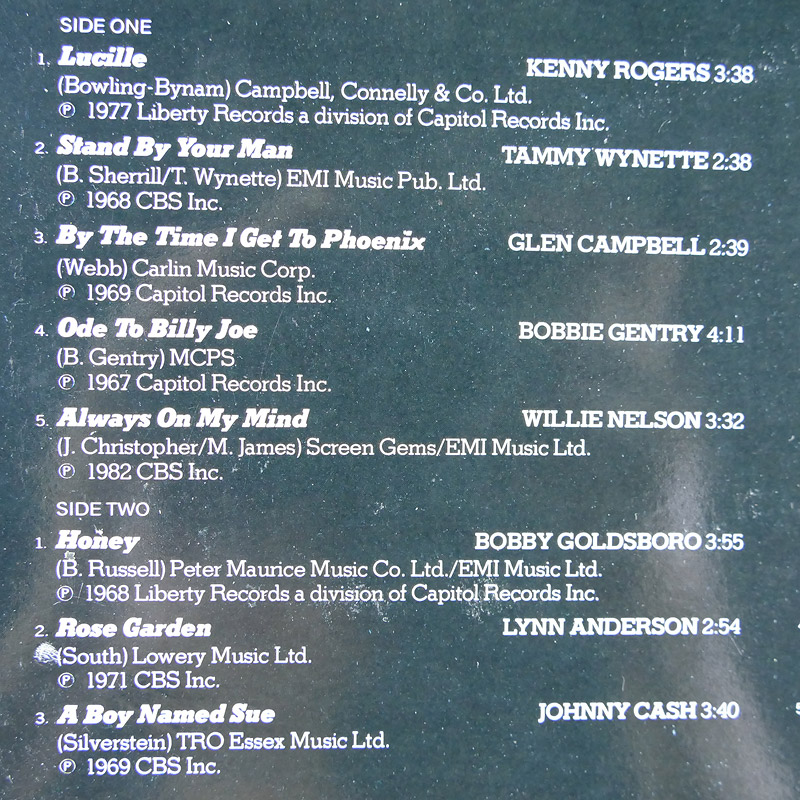 SIDE ONE
1. Lucille KENNY ROGERS 3:38
(Bowling-Bynam) Campbell, Connelly & Co. Ltd.
℗ 1977 Liberty Records a division of Capitol Records Inc.
2. Stand By Your Man TAMMY WYNETTE 2:38
(B. Sherrill/T. Wynette) EMI Music Pub. Ltd.
℗ 1968 CBS Inc.
3. By The Time I Get To Phoenix GLEN CAMPBELL 2:39
(Webb) Carlin Music Corp.
℗ 1969 Capitol Records Inc.
4. Ode To Billy Joe BOBBIE GENTRY 4:11
(B. Gentry) MCPS
℗ 1967 Capitol Records Inc.
5. Always On My Mind WILLIE NELSON 3:32
(J. Christopher/M. James) Screen Gems/EMI Music Ltd.
℗ 1982 CBS Inc.
SIDE TWO
1. Honey BOBBY GOLDSBORO 3:55
(B. Russell) Peter Maurice Music Co. Ltd./EMI Music Ltd.
℗ 1968 Liberty Records a division of Capitol Records Inc.
2. Rose Garden LYNN ANDERSON 2:54
(South) Lowery Music Ltd.
℗ 1971 CBS Inc.
3. A Boy Named Sue JOHNNY CASH 3:40
(Silverstein) TRO Essex Music Ltd.
℗ 1969 CBS Inc.